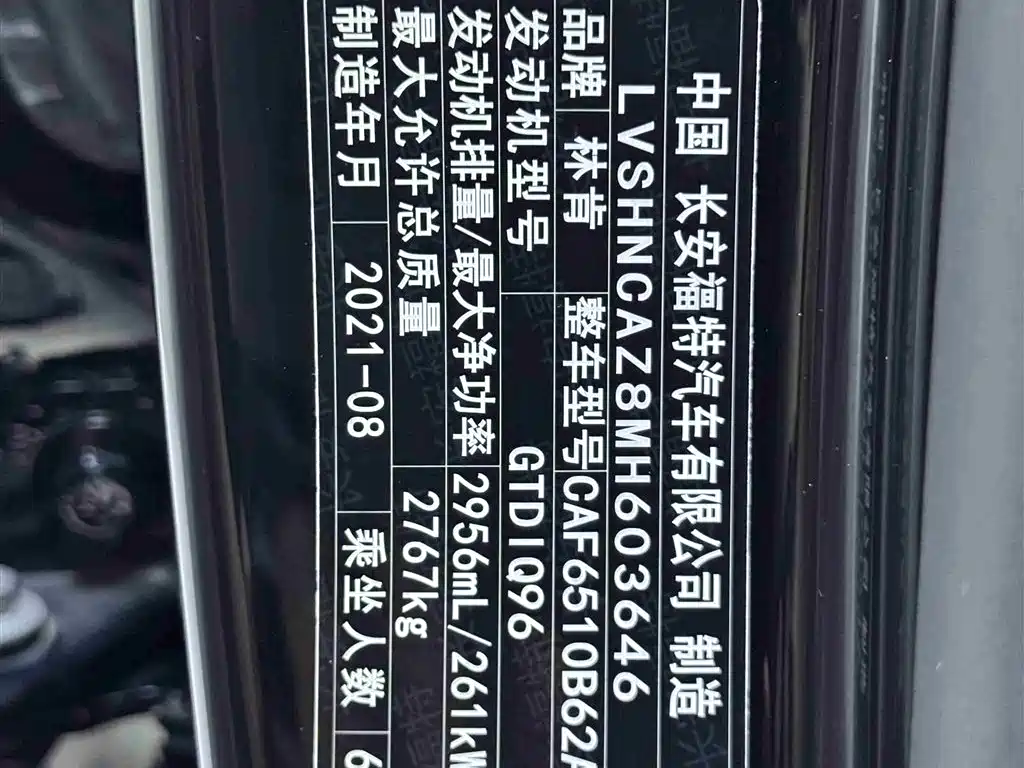 中国 长安福特汽车有限公司 制造
LVSHNCAZ8MH603646
品牌 林肯 整车型号 CAF6510B62A
发动机型号 GTDIQ96
发动机排量/最大净功率 2956mL/261kW
最大允许总质量 2767kg
制造年月 2021-08 乘坐人数 6